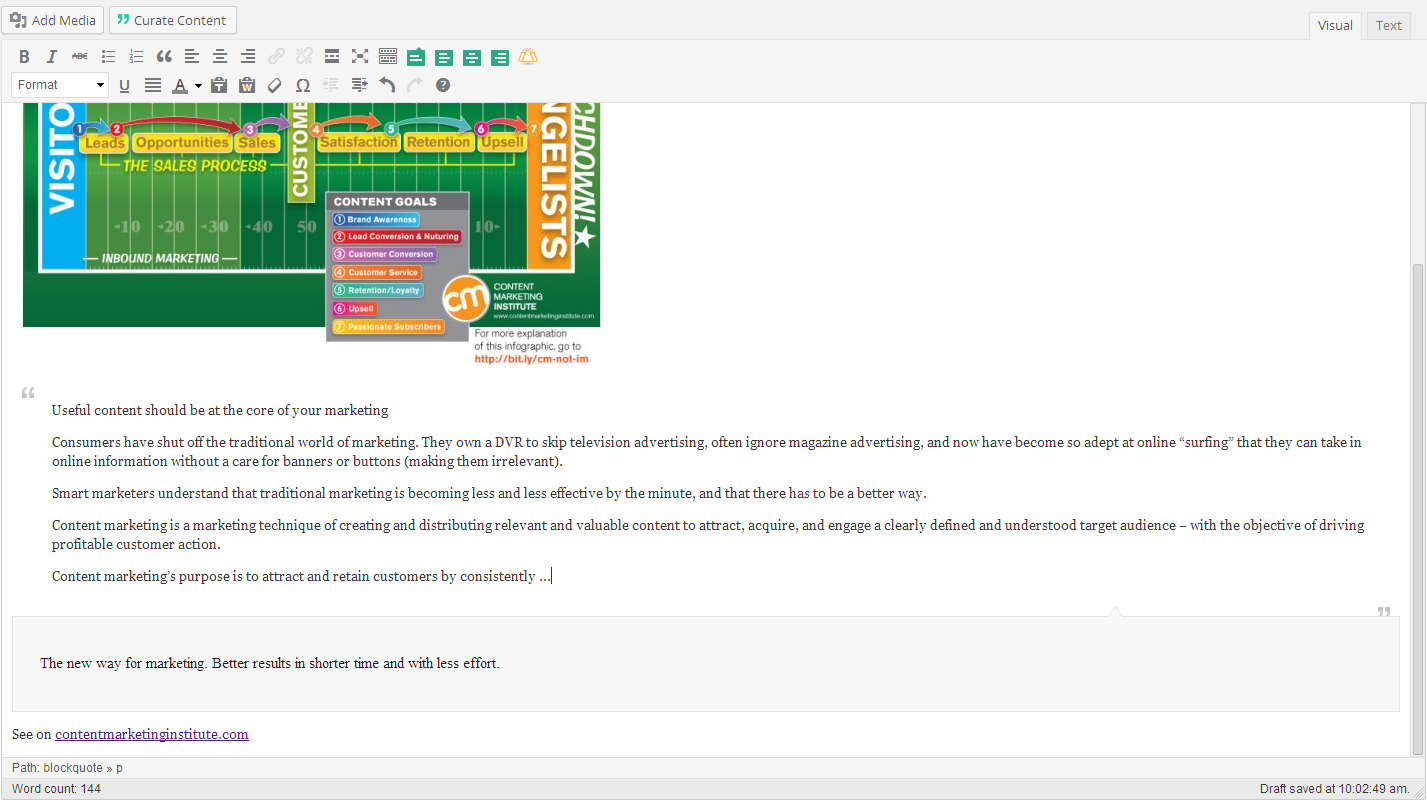 Add Media
Curate Content
Visual
Text
B I ABC
Format
U A T W Ω ?
VISITO
CUSTOME
NGELISTS
CHDOWN!
1 2 3 4 5 6 7
Leads Opportunities Sales Satisfaction Retention Upsell
THE SALES PROCESS
10 20 30 40 50 10
INBOUND MARKETING
CONTENT GOALS
1 Brand Awareness
2 Lead Conversion & Nuturing
3 Customer Conversion
4 Customer Service
5 Retention/Loyalty
6 Upsell
7 Passionate Subscribers
cm
CONTENT
MARKETING
INSTITUTE
www.contentmarketinginstitute.com
For more explanation
of this infographic, go to
http://bit.ly/cm-not-im
“
Useful content should be at the core of your marketing
Consumers have shut off the traditional world of marketing. They own a DVR to skip television advertising, often ignore magazine advertising, and now have become so adept at online “surfing” that they can take in
online information without a care for banners or buttons (making them irrelevant).
Smart marketers understand that traditional marketing is becoming less and less effective by the minute, and that there has to be a better way.
Content marketing is a marketing technique of creating and distributing relevant and valuable content to attract, acquire, and engage a clearly defined and understood target audience – with the objective of driving
profitable customer action.
Content marketing’s purpose is to attract and retain customers by consistently ...
”
The new way for marketing. Better results in shorter time and with less effort.
See on contentmarketinginstitute.com
Path: blockquote » p
Word count: 144
Draft saved at 10:02:49 am.